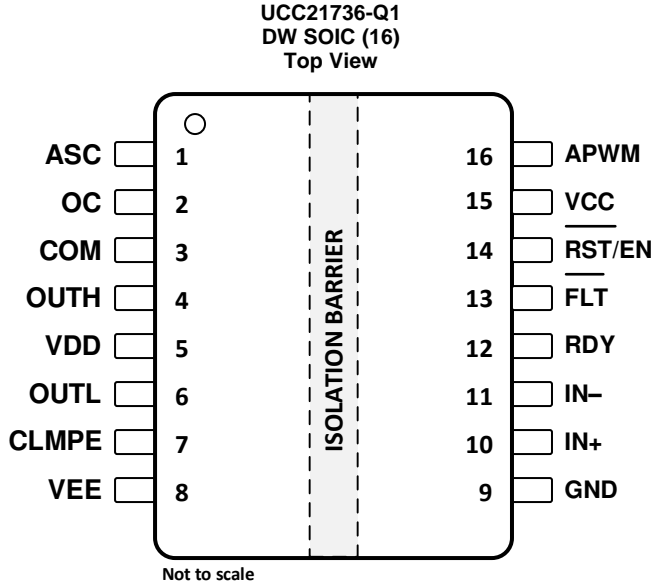 UCC21736-Q1
DW SOIC (16)
Top View
ASC 1 16 APWM
OC 2 15 VCC
COM 3 14 RST/EN
OUTH 4 13 FLT
VDD 5 12 RDY
OUTL 6 11 IN–
CLMPE 7 10 IN+
VEE 8 9 GND
ISOLATION BARRIER
Not to scale